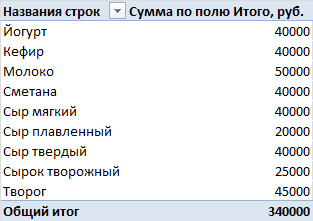 Названия строк Сумма по полю Итого, руб.
Йогурт 40000
Кефир 40000
Молоко 50000
Сметана 40000
Сыр мягкий 40000
Сыр плавленный 20000
Сыр твердый 40000
Сырок творожный 25000
Творог 45000
Общий итог 340000